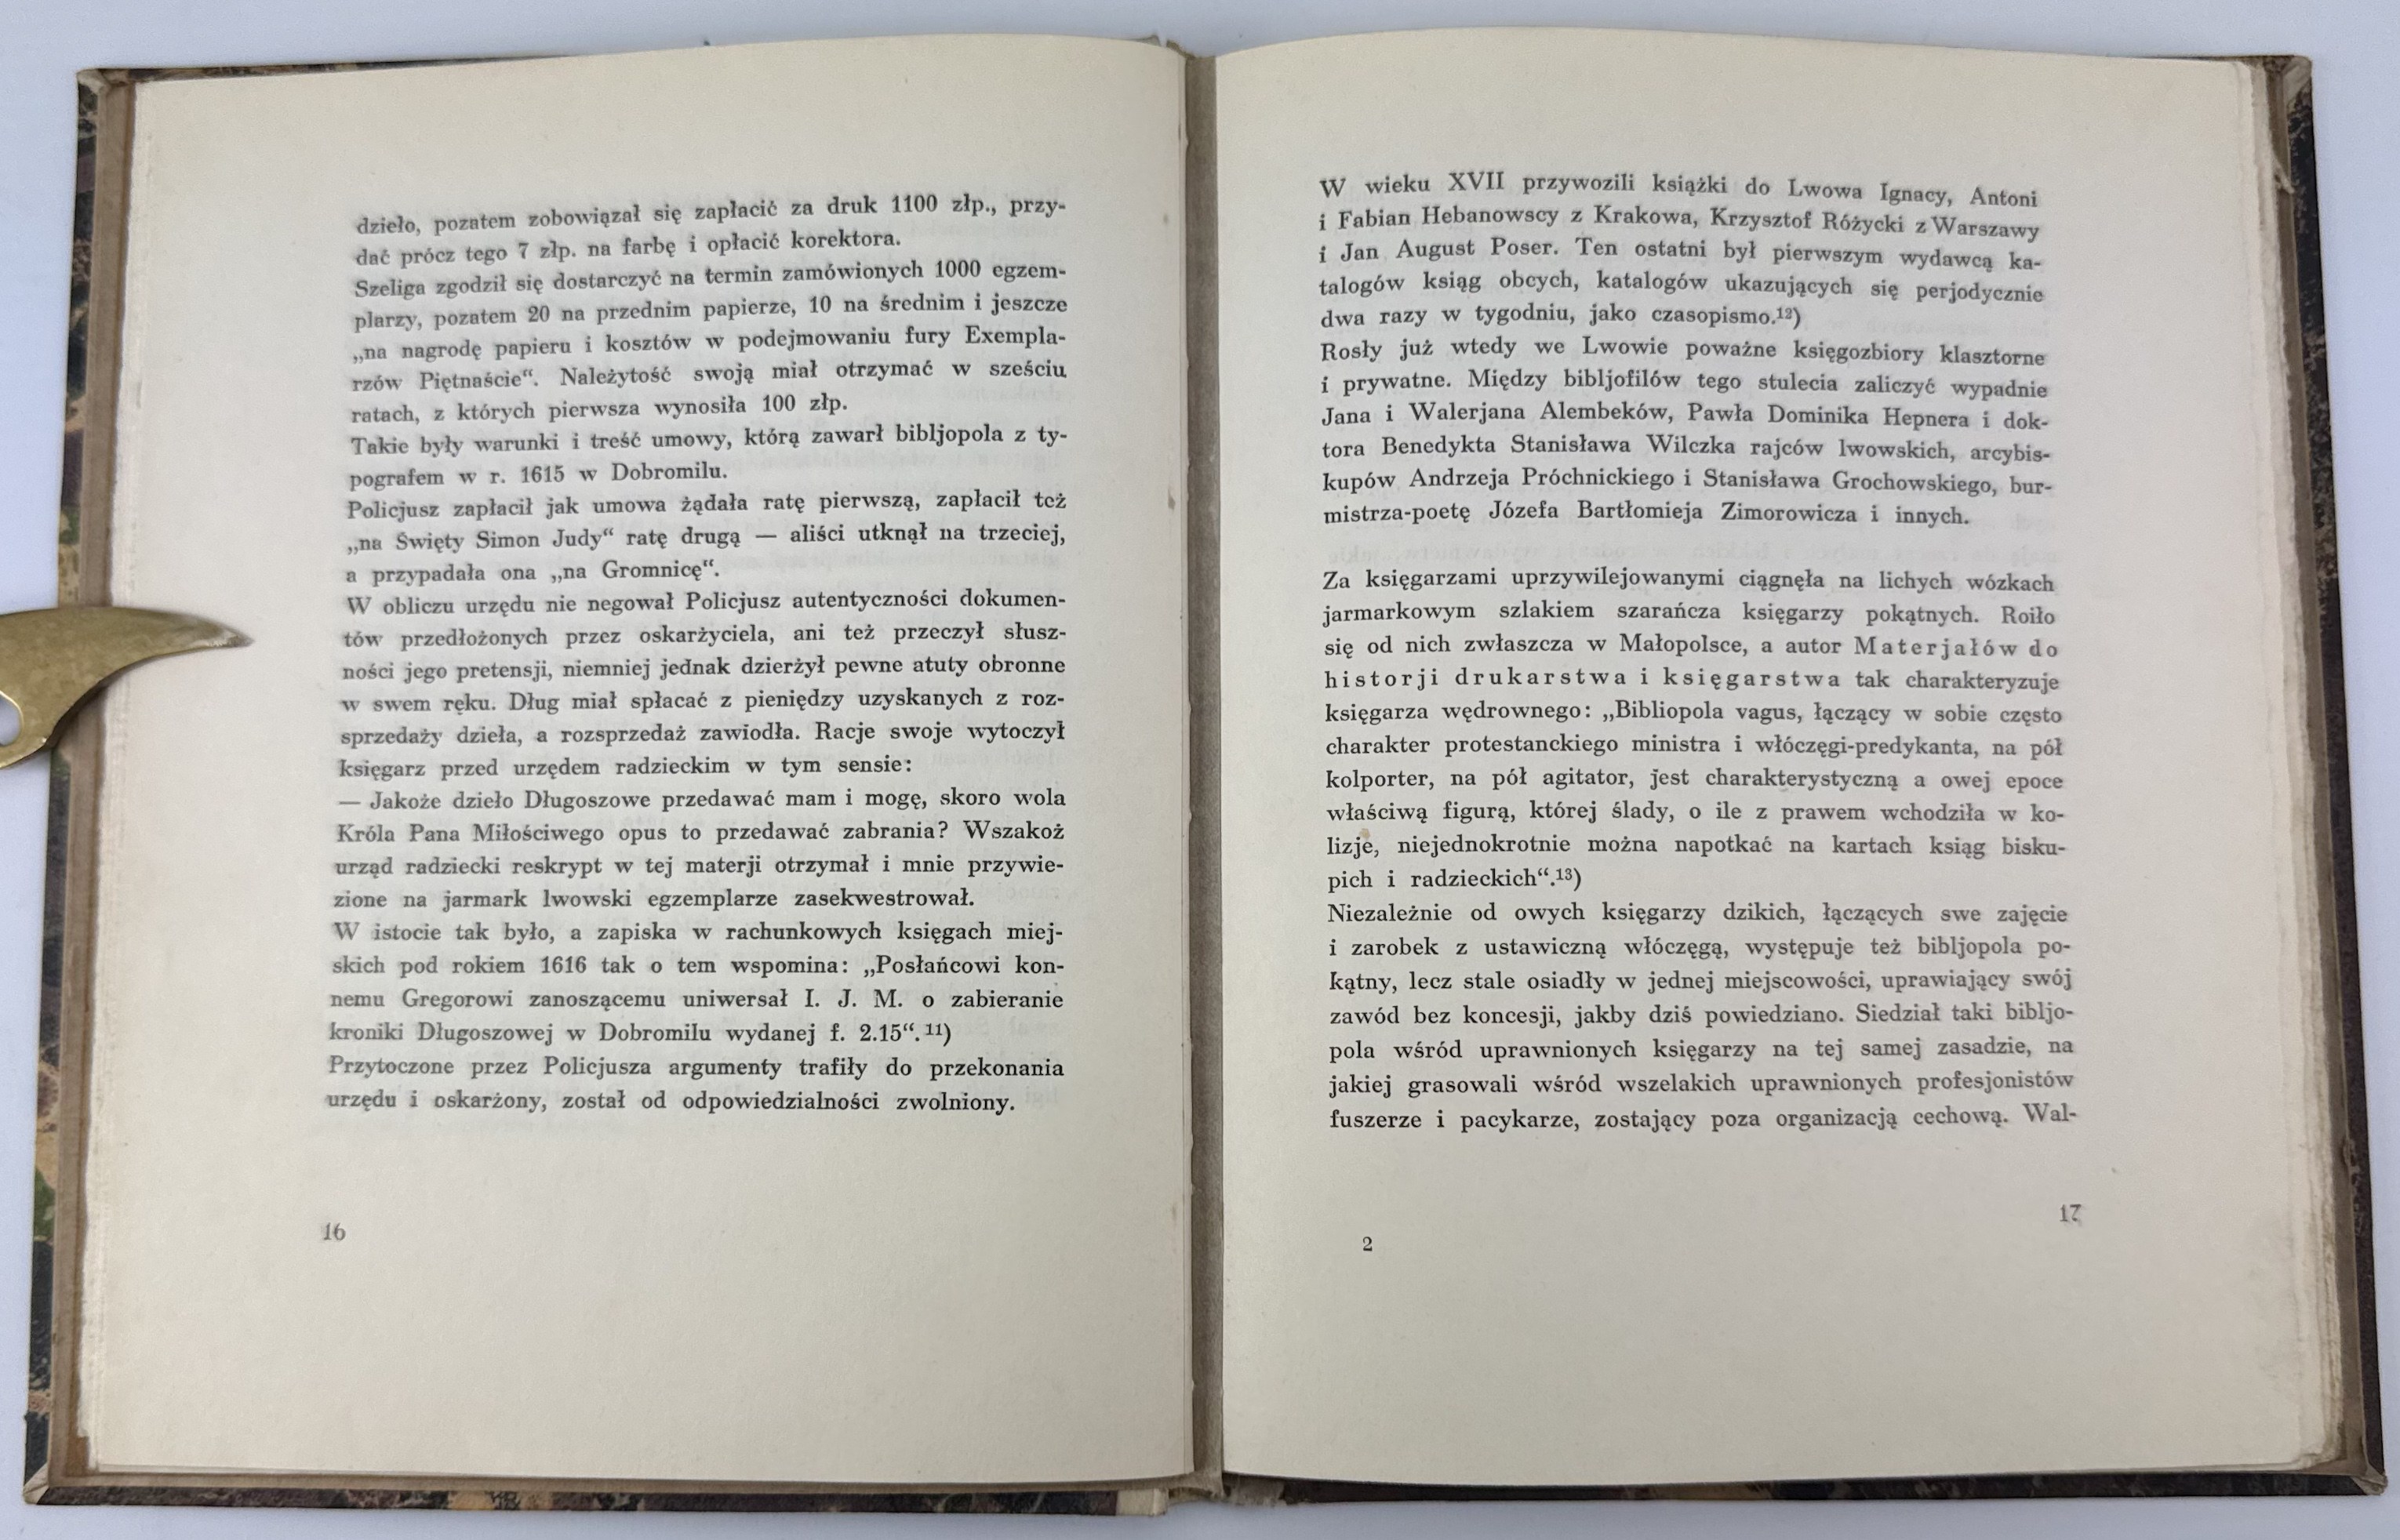 dzieło, pozatem zobowiązał się zapłacić za druk 1100 złp., przy-
dać prócz tego 7 złp. na farbę i opłacić korektora.
Szeliga zgodził się dostarczyć na termin zamówionych 1000 egzem-
plarzy, pozatem 20 na przednim papierze, 10 na średnim i jeszcze
„na nagrodę papieru i kosztów w podejmowaniu fury Exempla-
rzów Piętnaście“. Należytość swoją miał otrzymać w sześciu
ratach, z których pierwsza wynosiła 100 złp.
Takie były warunki i treść umowy, którą zawarł bibljopola z ty-
pografem w r. 1615 w Dobromilu.
Policjusz zapłacił jak umowa żądała ratę pierwszą, zapłacił też
„na Święty Simon Judy“ ratę drugą — aliści utknął na trzeciej,
a przypadała ona „na Gromnicę“.
W obliczu urzędu nie negował Policjusz autentyczności dokumen-
tów przedłożonych przez oskarżyciela, ani też przeczył słusz-
ności jego pretensji, niemniej jednak dzierżył pewne atuty obronne
w swem ręku. Dług miał spłacać z pieniędzy uzyskanych z roz-
sprzedaży dzieła, a rozsprzedaż zawiodła. Racje swoje wytoczył
księgarz przed urzędem radzieckim w tym sensie:
— Jakoże dzieło Długoszowe przedawać mam i mogę, skoro wola
Króla Pana Miłościwego opus to przedawać zabrania? Wszakoż
urząd radziecki reskrypt w tej materji otrzymał i mnie przywie-
zione na jarmark lwowski egzemplarze zasekwestrował.
W istocie tak było, a zapiska w rachunkowych księgach miej-
skich pod rokiem 1616 tak o tem wspomina: „Posłańcowi kon-
nemu Gregorowi zanoszącemu uniwersał I. J. M. o zabieranie
kroniki Długoszowej w Dobromilu wydanej f. 2.15“.¹¹)
Przytoczone przez Policjusza argumenty trafiły do przekonania
urzędu i oskarżony, został od odpowiedzialności zwolniony.
16
W wieku XVII przywozili książki do Lwowa Ignacy, Antoni
i Fabian Hebanowscy z Krakowa, Krzysztof Różycki z Warszawy
i Jan August Poser. Ten ostatni był pierwszym wydawcą ka-
talogów ksiąg obcych, katalogów ukazujących się perjodycznie
dwa razy w tygodniu, jako czasopismo.¹²)
Rosły już wtedy we Lwowie poważne księgozbiory klasztorne
i prywatne. Między bibljofilów tego stulecia zaliczyć wypadnie
Jana i Walerjana Alembeków, Pawła Dominika Hepnera i dok-
tora Benedykta Stanisława Wilczka rajców lwowskich, arcybis-
kupów Andrzeja Próchnickiego i Stanisława Grochowskiego, bur-
mistrza-poetę Józefa Bartłomieja Zimorowicza i innych.
Za księgarzami uprzywilejowanymi ciągnęła na lichych wózkach
jarmarkowym szlakiem szarańcza księgarzy pokątnych. Roiło
się od nich zwłaszcza w Małopolsce, a autor Materjałów do
historji drukarstwa i księgarstwa tak charakteryzuje
księgarza wędrownego: „Bibliopola vagus, łączący w sobie często
charakter protestanckiego ministra i włóczęgi-predykanta, na pół
kolporter, na pół agitator, jest charakterystyczną a owej epoce
właściwą figurą, której ślady, o ile z prawem wchodziła w ko-
lizje, niejednokrotnie można napotkać na kartach ksiąg bisku-
pich i radzieckich“.¹³)
Niezależnie od owych księgarzy dzikich, łączących swe zajęcie
i zarobek z ustawiczną włóczęgą, występuje też bibljopola po-
kątny, lecz stale osiadły w jednej miejscowości, uprawiający swój
zawód bez koncesji, jakby dziś powiedziano. Siedział taki bibljo-
pola wśród uprawnionych księgarzy na tej samej zasadzie, na
jakiej grasowali wśród wszelakich uprawnionych profesjonistów
fuszerze i pacykarze, zostający poza organizacją cechową. Wal-
17
2